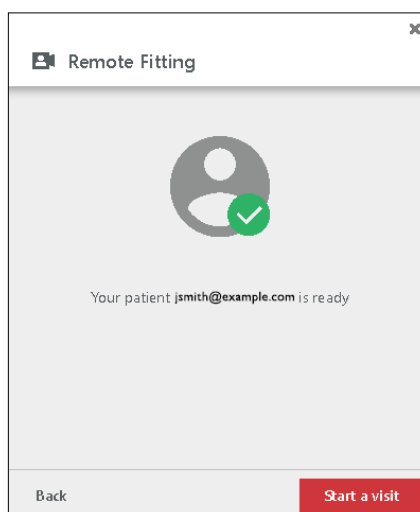 Remote Fitting
Your patient jsmith@example.com is ready
Back
Start a visit